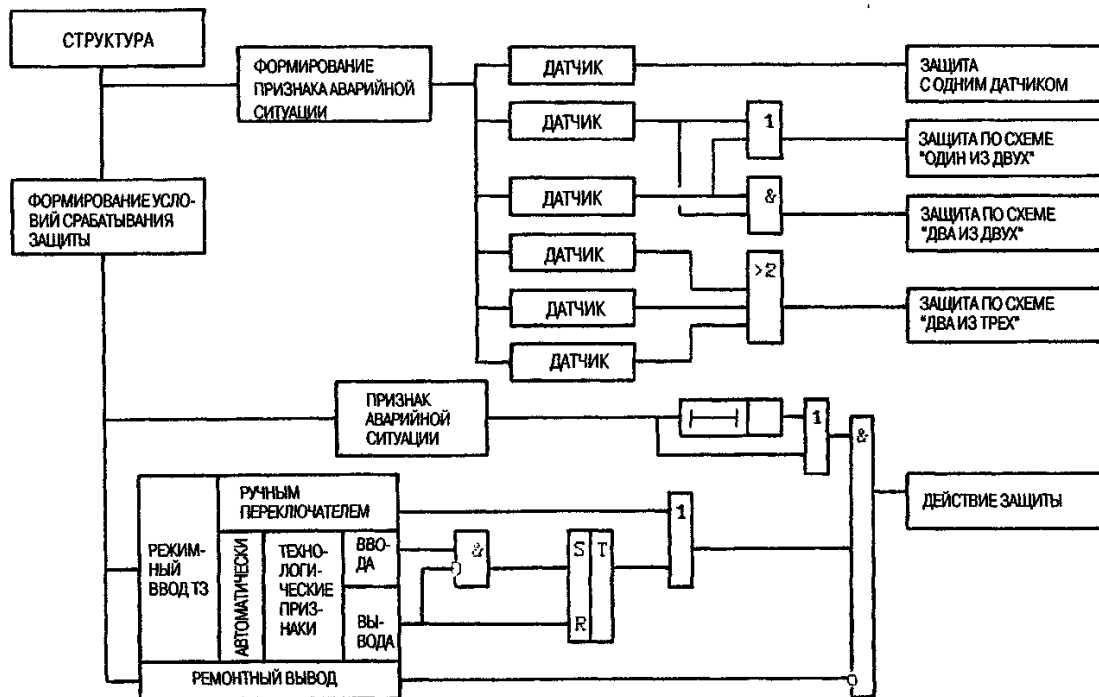 СТРУКТУРА
ФОРМИРОВАНИЕ
ПРИЗНАКА АВАРИЙНОЙ
СИТУАЦИИ
ДАТЧИК
ЗАЩИТА
С ОДНИМ ДАТЧИКОМ
ДАТЧИК
1
ЗАЩИТА ПО СХЕМЕ
"ОДИН ИЗ ДВУХ"
ФОРМИРОВАНИЕ УСЛО-
ВИЙ СРАБАТЫВАНИЯ
ЗАЩИТЫ
ДАТЧИК
&
ЗАЩИТА ПО СХЕМЕ
"ДВА ИЗ ДВУХ"
ДАТЧИК
>2
ДАТЧИК
ЗАЩИТА ПО СХЕМЕ
"ДВА ИЗ ТРЕХ"
ДАТЧИК
ПРИЗНАК
АВАРИЙНОЙ
СИТУАЦИИ
1
&
ДЕЙСТВИЕ ЗАЩИТЫ
РЕЖИМ-
НЫЙ
ВВОД ТЗ
РУЧНЫМ
ПЕРЕКЛЮЧАТЕЛЕМ
1
АВТОМАТИЧЕСКИ
ТЕХНО-
ЛОГИ-
ЧЕСКИЕ
ПРИЗ-
НАКИ
ВВО-
ДА
&
S T
R
ВЫ-
ВОДА
РЕМОНТНЫЙ ВЫВОД